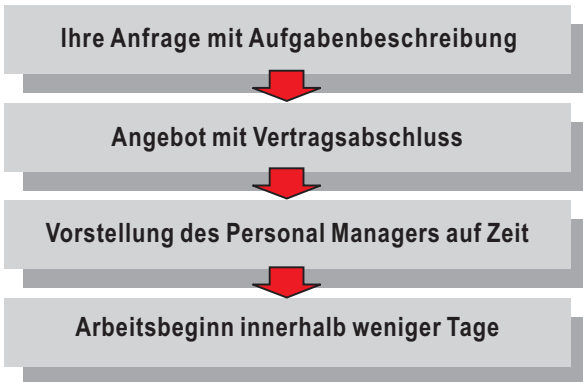 Ihre Anfrage mit Aufgabenbeschreibung
Angebot mit Vertragsabschluss
Vorstellung des Personal Managers auf Zeit
Arbeitsbeginn innerhalb weniger Tage